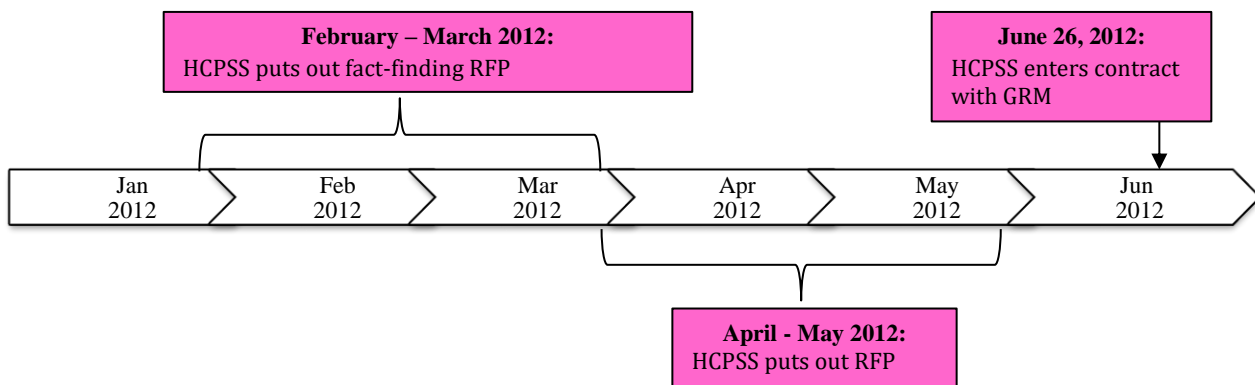 February – March 2012:
HCPSS puts out fact-finding RFP
June 26, 2012:
HCPSS enters contract
with GRM
Jan
2012
Feb
2012
Mar
2012
Apr
2012
May
2012
Jun
2012
April - May 2012:
HCPSS puts out RFP